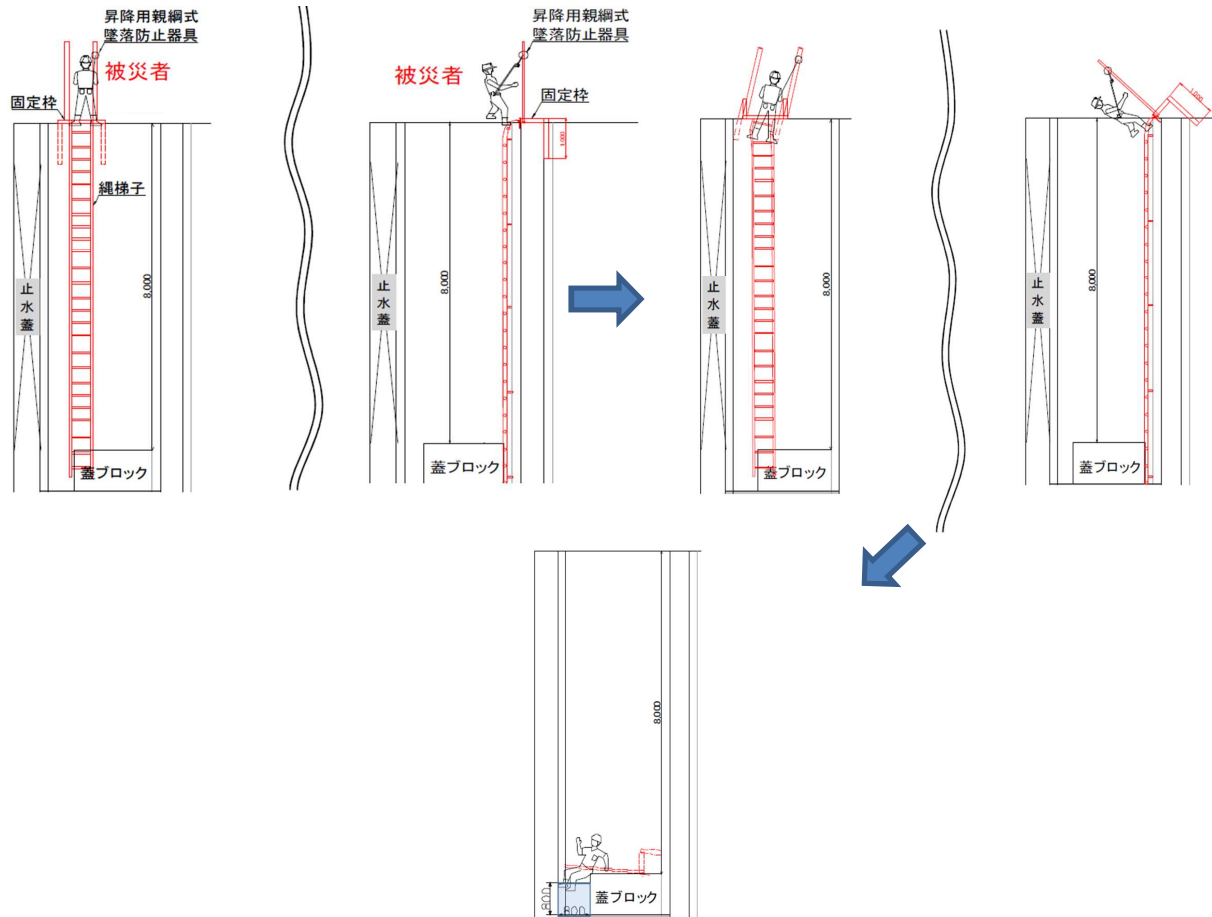 昇降用親綱式
墜落防止器具
被災者
固定枠
縄梯子
8,000
止水蓋
蓋ブロック
昇降用親綱式
墜落防止器具
被災者
固定枠
1,000
8,000
止水蓋
蓋ブロック
8,000
止水蓋
蓋ブロック
1,000
8,000
止水蓋
蓋ブロック
8,000
800
800
蓋ブロック